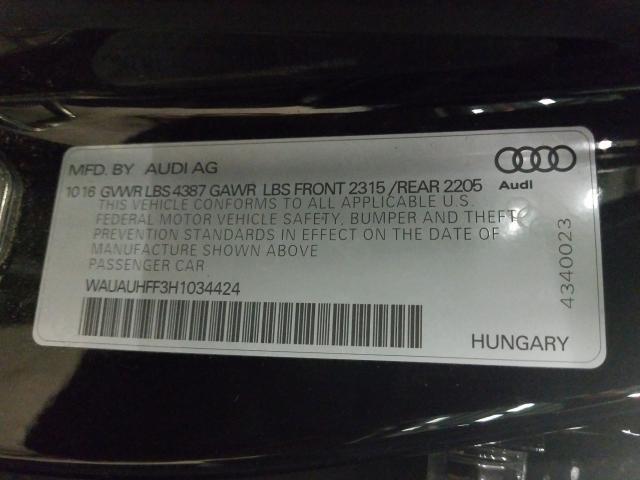 MFD. BY AUDI AG
1016 GVWR LBS 4387 GAWR LBS FRONT 2315 /REAR 2205
Audi
THIS VEHICLE CONFORMS TO ALL APPLICABLE U.S.
FEDERAL MOTOR VEHICLE SAFETY, BUMPER AND THEFT
PREVENTION STANDARDS IN EFFECT ON THE DATE OF
MANUFACTURE SHOWN ABOVE
PASSENGER CAR
WAUAUHFF3H1034424
HUNGARY
4340023